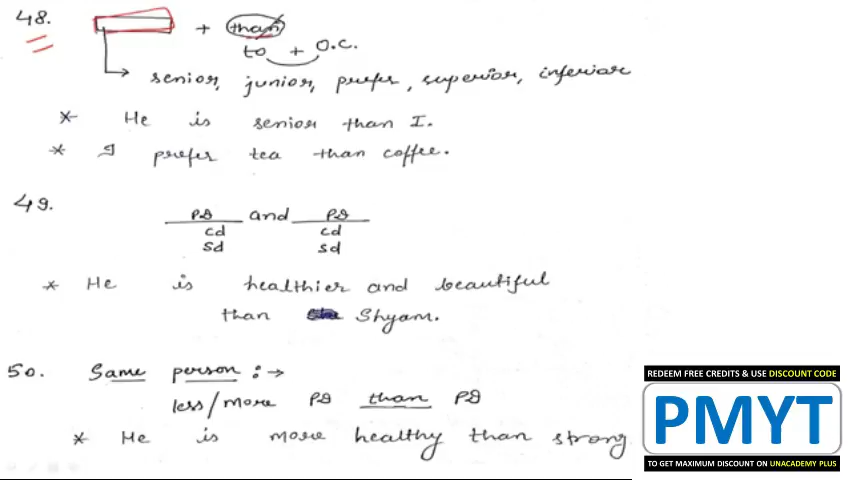 48. + than
to + O.C.
senior, junior, prefer, superior, inferior
* He is senior than I.
* I prefer tea than coffee.
49. PD and PD
cd cd
sd sd
* He is healthier and beautiful
than Shyam.
50. Same person :→
less/more PD than PD
* He is more healthy than strong
REDEEM FREE CREDITS & USE DISCOUNT CODE
PMYT
TO GET MAXIMUM DISCOUNT ON UNACADEMY PLUS